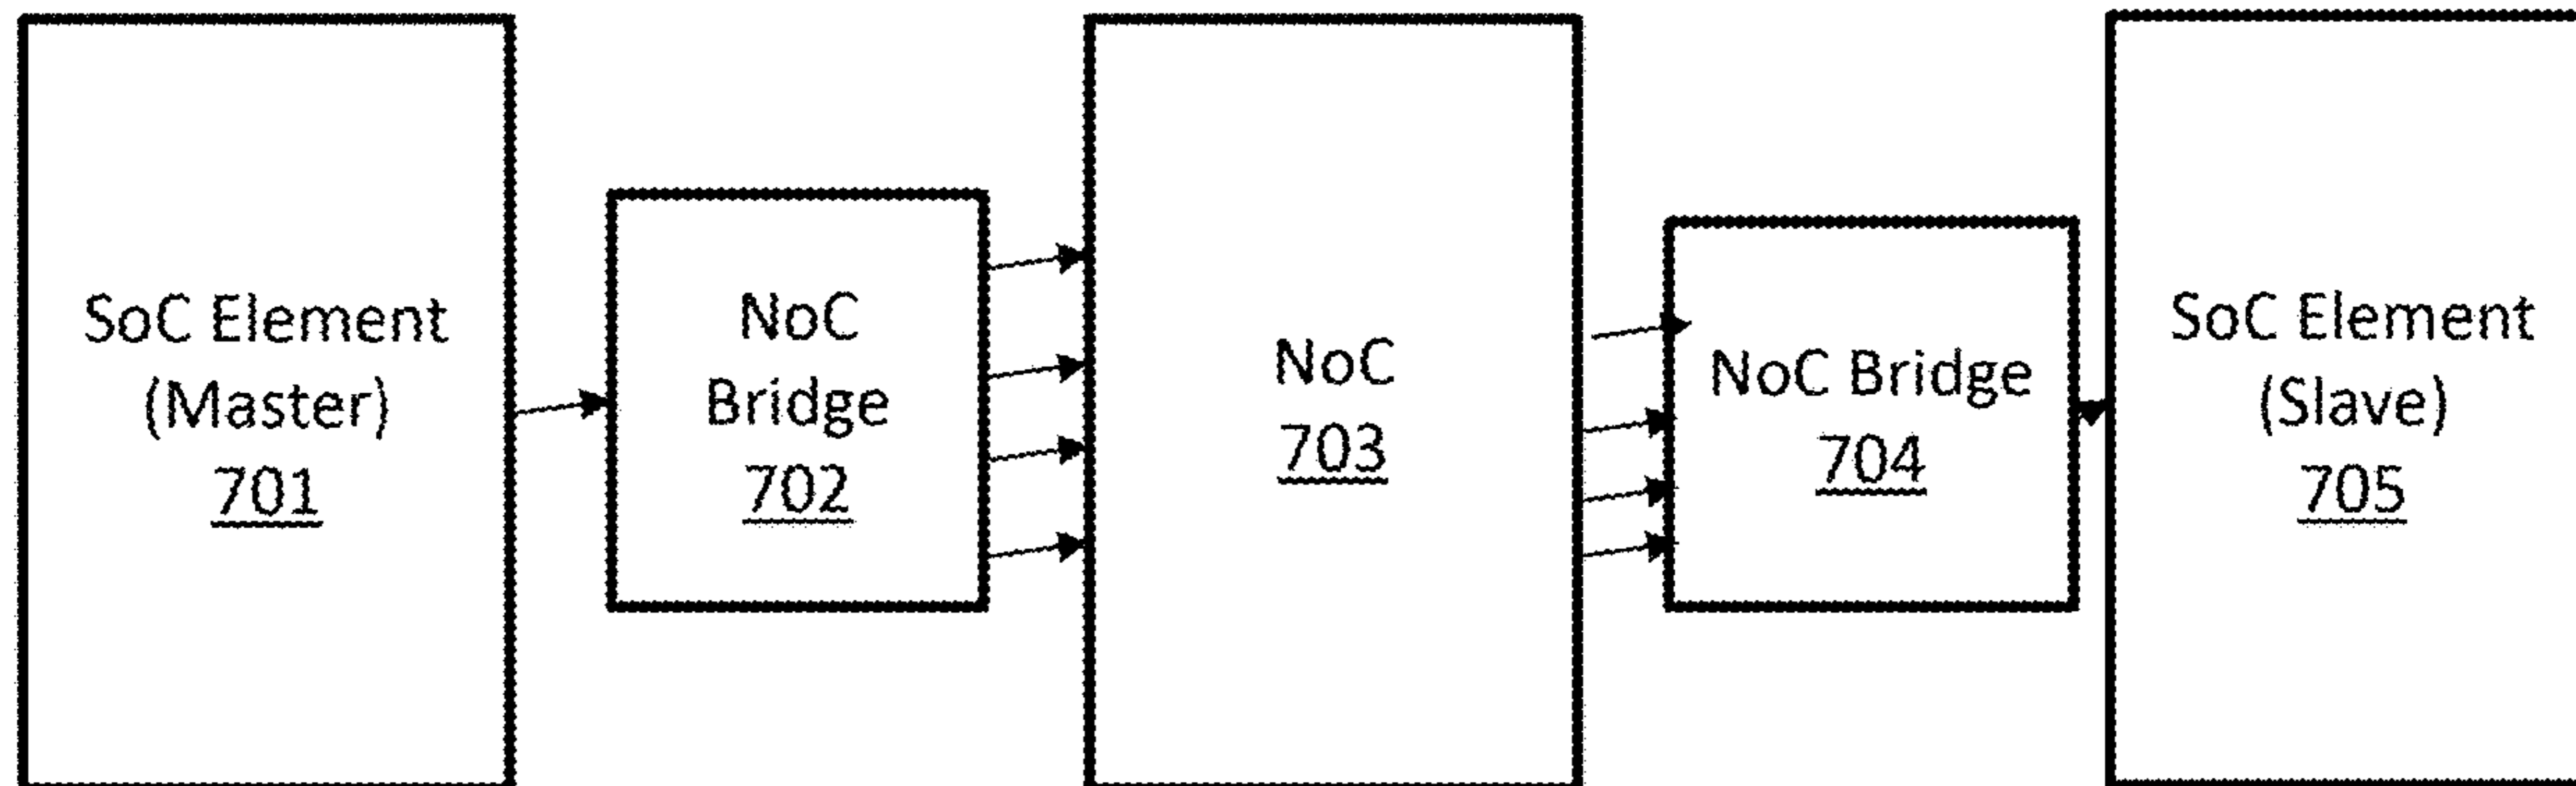 SoC Element
(Master)
701
NoC
Bridge
702
NoC
703
NoC Bridge
704
SoC Element
(Slave)
705